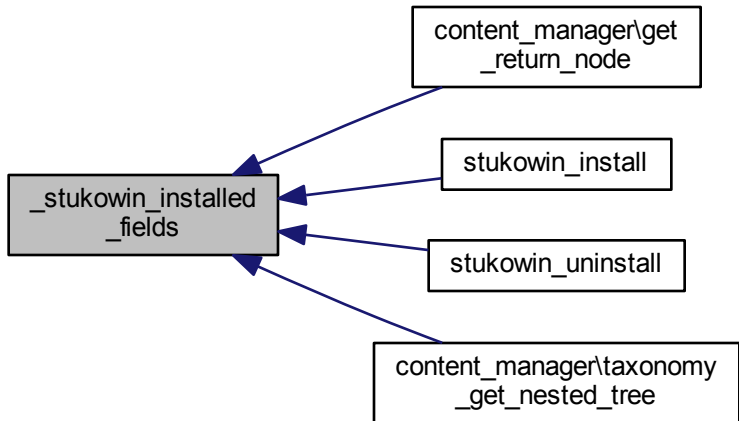 content_manager\get
_return_node
stukowin_install
_stukowin_installed
_fields
stukowin_uninstall
content_manager\taxonomy
_get_nested_tree